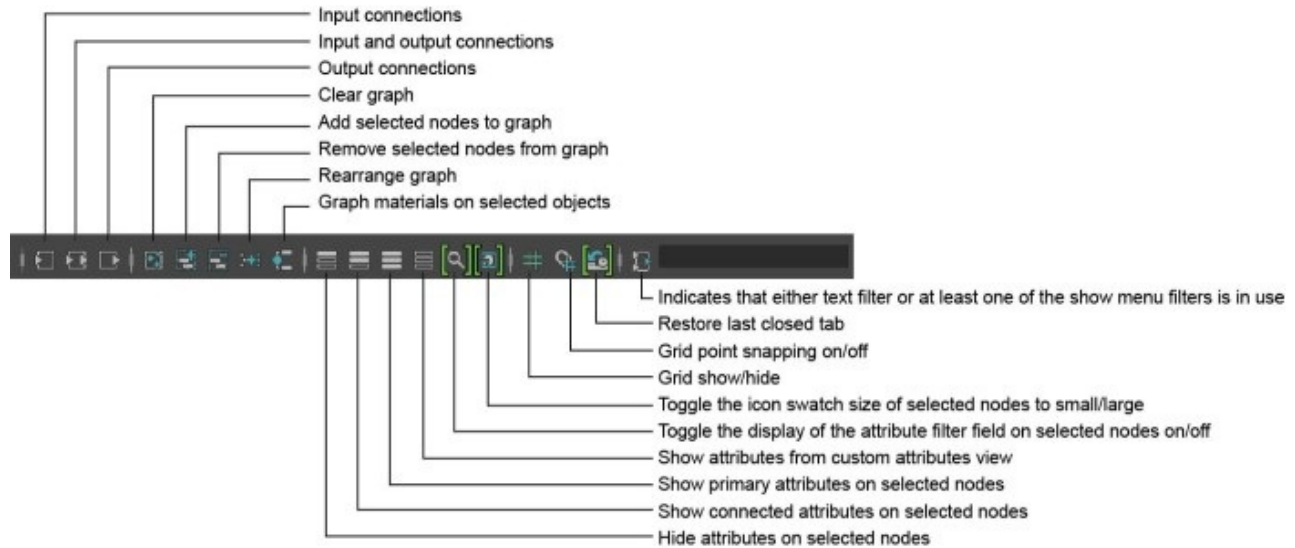 Input connections
Input and output connections
Output connections
Clear graph
Add selected nodes to graph
Remove selected nodes from graph
Rearrange graph
Graph materials on selected objects
Indicates that either text filter or at least one of the show menu filters is in use
Restore last closed tab
Grid point snapping on/off
Grid show/hide
Toggle the icon swatch size of selected nodes to small/large
Toggle the display of the attribute filter field on selected nodes on/off
Show attributes from custom attributes view
Show primary attributes on selected nodes
Show connected attributes on selected nodes
Hide attributes on selected nodes